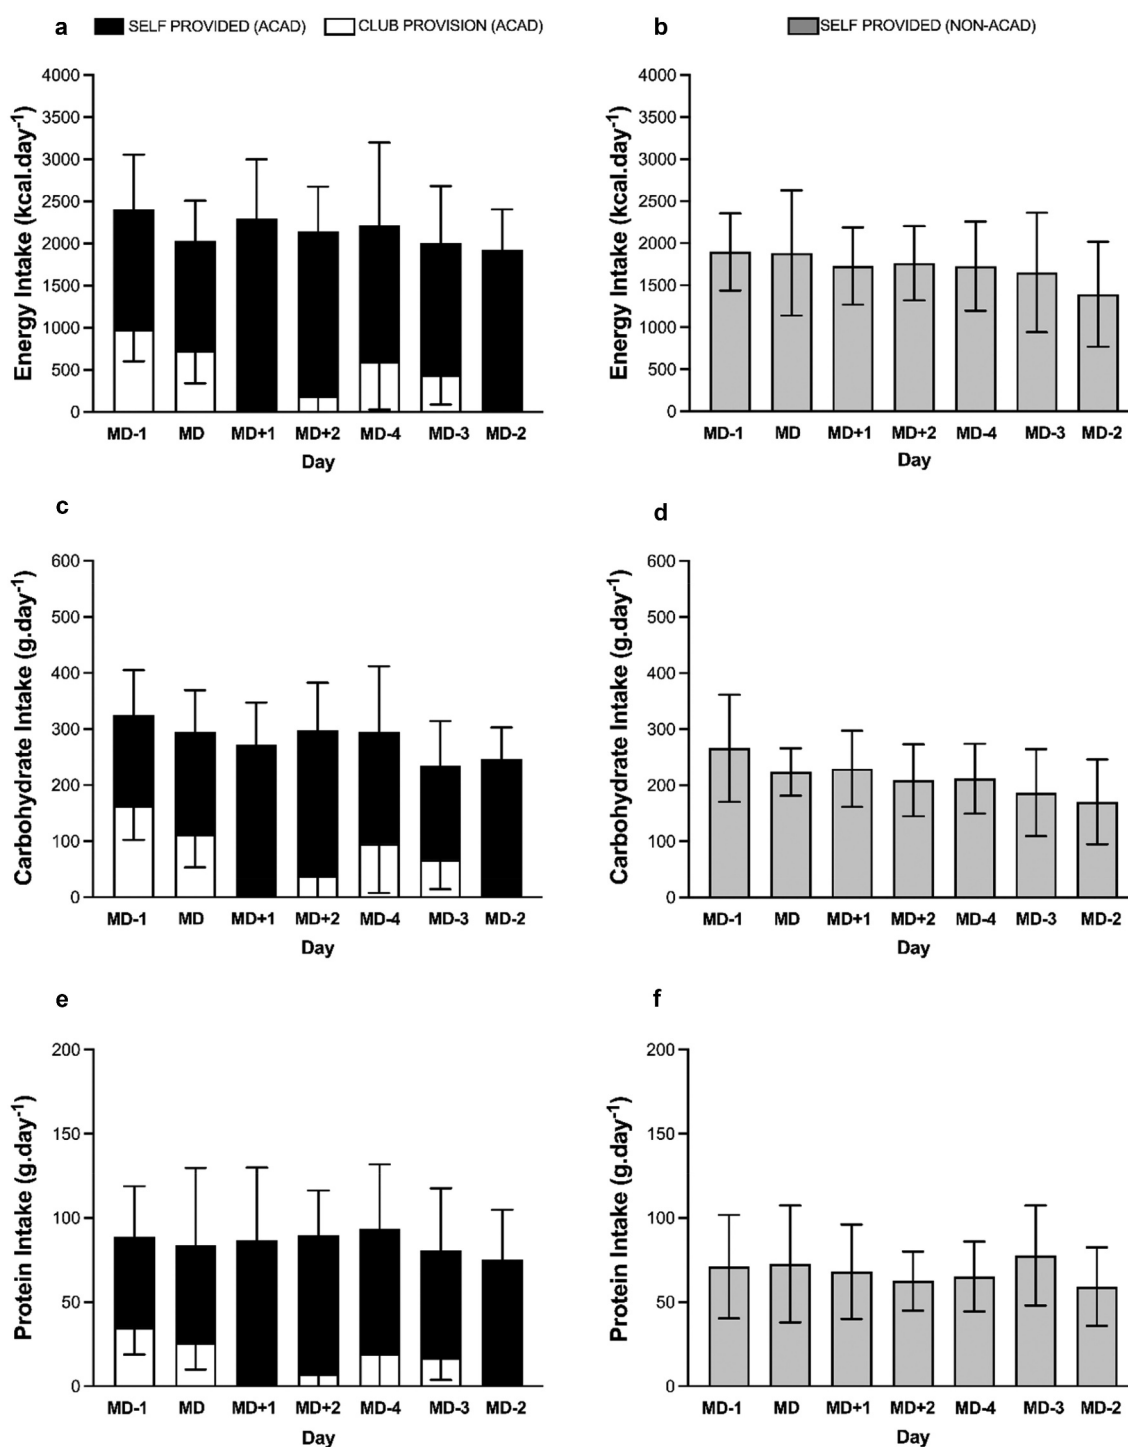 a SELF PROVIDED (ACAD) CLUB PROVISION (ACAD)
Energy Intake (kcal.day-1)
4000
3500
3000
2500
2000
1500
1000
500
0
MD-1 MD MD+1 MD+2 MD-4 MD-3 MD-2
Day
b SELF PROVIDED (NON-ACAD)
Energy Intake (kcal.day-1)
4000
3500
3000
2500
2000
1500
1000
500
0
MD-1 MD MD+1 MD+2 MD-4 MD-3 MD-2
Day
c
Carbohydrate Intake (g.day-1)
600
500
400
300
200
100
0
MD-1 MD MD+1 MD+2 MD-4 MD-3 MD-2
Day
d
Carbohydrate Intake (g.day-1)
600
500
400
300
200
100
0
MD-1 MD MD+1 MD+2 MD-4 MD-3 MD-2
Day
e
Protein Intake (g.day-1)
200
150
100
50
0
MD-1 MD MD+1 MD+2 MD-4 MD-3 MD-2
Day
f
Protein Intake (g.day-1)
200
150
100
50
0
MD-1 MD MD+1 MD+2 MD-4 MD-3 MD-2
Day